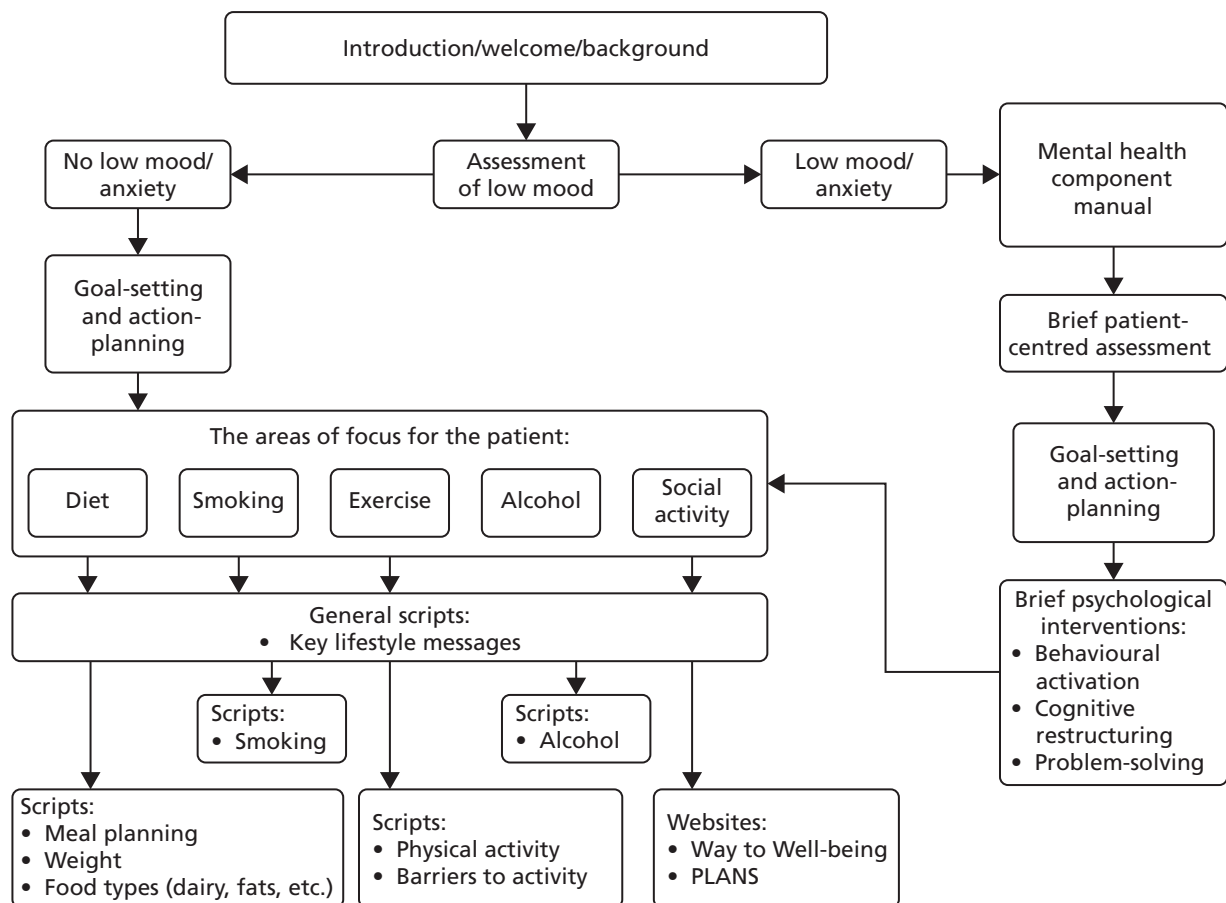 Introduction/welcome/background
No low mood/
anxiety
Assessment
of low mood
Low mood/
anxiety
Mental health
component
manual
Goal-setting
and action-
planning
Brief patient-
centred assessment
The areas of focus for the patient:
Diet
Smoking
Exercise
Alcohol
Social
activity
Goal-setting
and action-
planning
General scripts:
• Key lifestyle messages
Brief psychological
interventions:
• Behavioural
activation
• Cognitive
restructuring
• Problem-solving
Scripts:
• Smoking
Scripts:
• Alcohol
Scripts:
• Meal planning
• Weight
• Food types (dairy, fats, etc.)
Scripts:
• Physical activity
• Barriers to activity
Websites:
• Way to Well-being
• PLANS